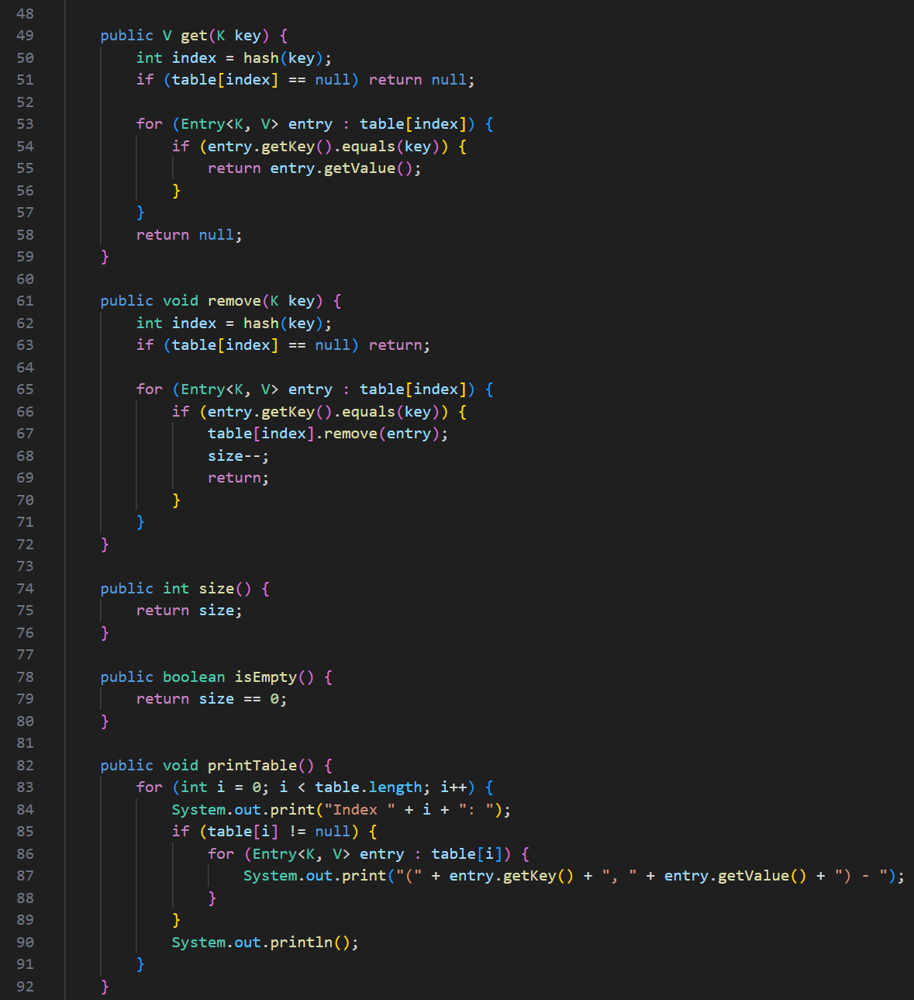 48
49 public V get(K key) {
50 int index = hash(key);
51 if (table[index] == null) return null;
52
53 for (Entry<K, V> entry : table[index]) {
54 if (entry.getKey().equals(key)) {
55 return entry.getValue();
56 }
57 }
58 return null;
59 }
60
61 public void remove(K key) {
62 int index = hash(key);
63 if (table[index] == null) return;
64
65 for (Entry<K, V> entry : table[index]) {
66 if (entry.getKey().equals(key)) {
67 table[index].remove(entry);
68 size--;
69 return;
70 }
71 }
72 }
73
74 public int size() {
75 return size;
76 }
77
78 public boolean isEmpty() {
79 return size == 0;
80 }
81
82 public void printTable() {
83 for (int i = 0; i < table.length; i++) {
84 System.out.print("Index " + i + ": ");
85 if (table[i] != null) {
86 for (Entry<K, V> entry : table[i]) {
87 System.out.print("(" + entry.getKey() + ", " + entry.getValue() + ") - ");
88 }
89 }
90 System.out.println();
91 }
92 }